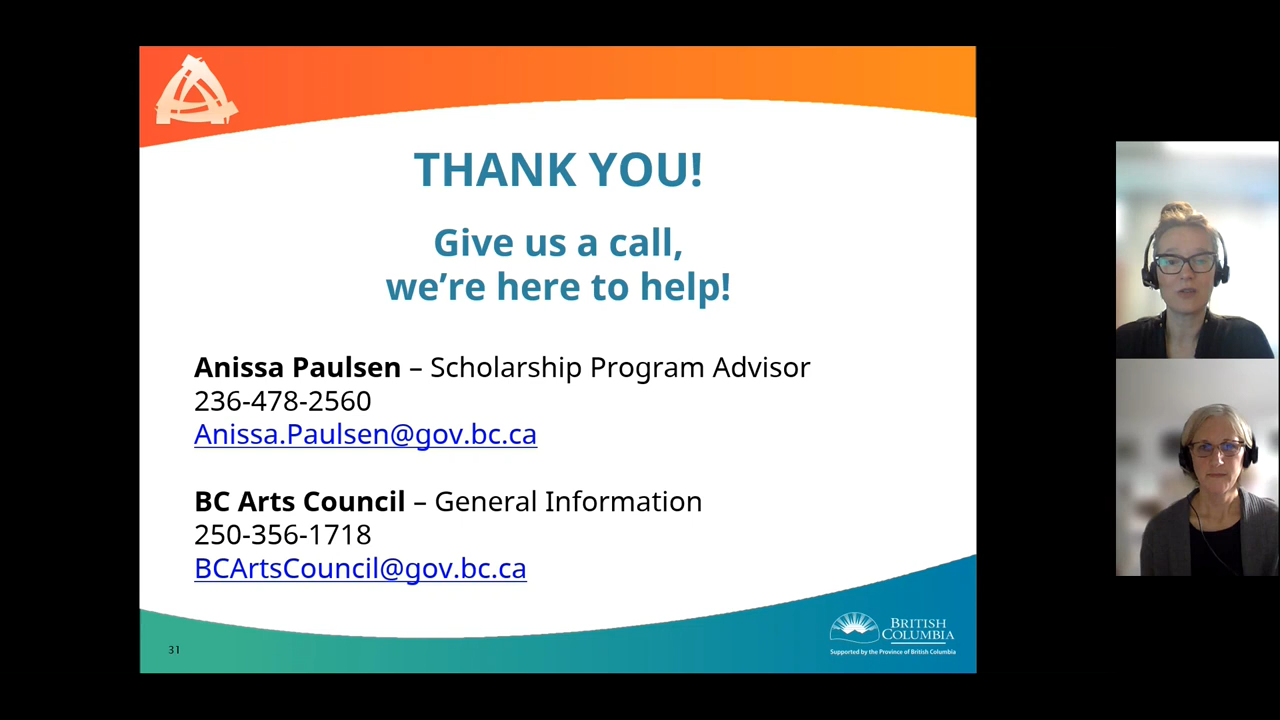 THANK YOU!
Give us a call,
we’re here to help!
Anissa Paulsen – Scholarship Program Advisor
236-478-2560
Anissa.Paulsen@gov.bc.ca
BC Arts Council – General Information
250-356-1718
BCArtsCouncil@gov.bc.ca
31
BRITISH
COLUMBIA
Supported by the Province of British Columbia